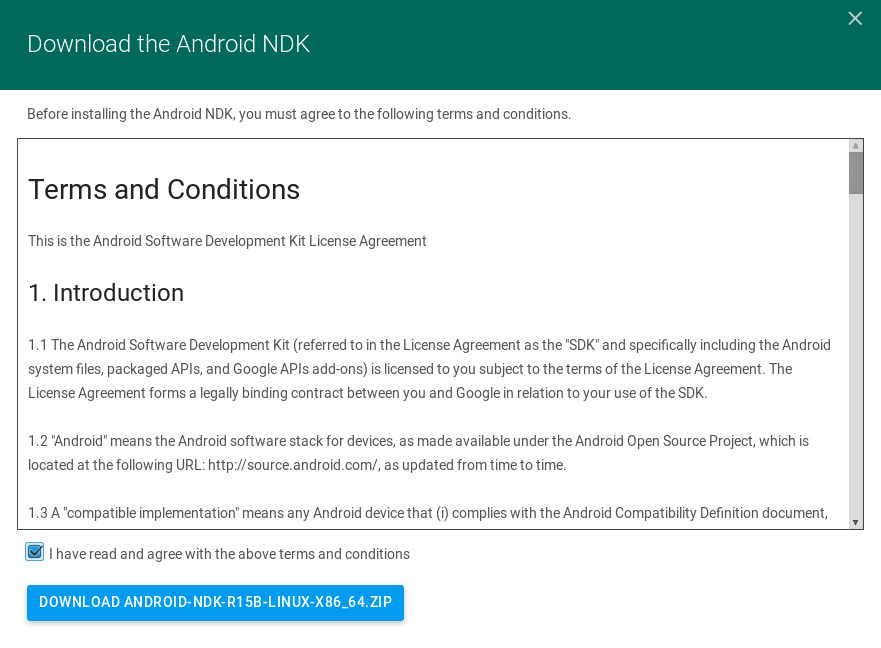 Download the Android NDK
Before installing the Android NDK, you must agree to the following terms and conditions.
Terms and Conditions
This is the Android Software Development Kit License Agreement
1. Introduction
1.1 The Android Software Development Kit (referred to in the License Agreement as the "SDK" and specifically including the Android
system files, packaged APIs, and Google APIs add-ons) is licensed to you subject to the terms of the License Agreement. The
License Agreement forms a legally binding contract between you and Google in relation to your use of the SDK.
1.2 "Android" means the Android software stack for devices, as made available under the Android Open Source Project, which is
located at the following URL: http://source.android.com/, as updated from time to time.
1.3 A "compatible implementation" means any Android device that (i) complies with the Android Compatibility Definition document,
I have read and agree with the above terms and conditions
DOWNLOAD ANDROID-NDK-R15B-LINUX-X86_64.ZIP